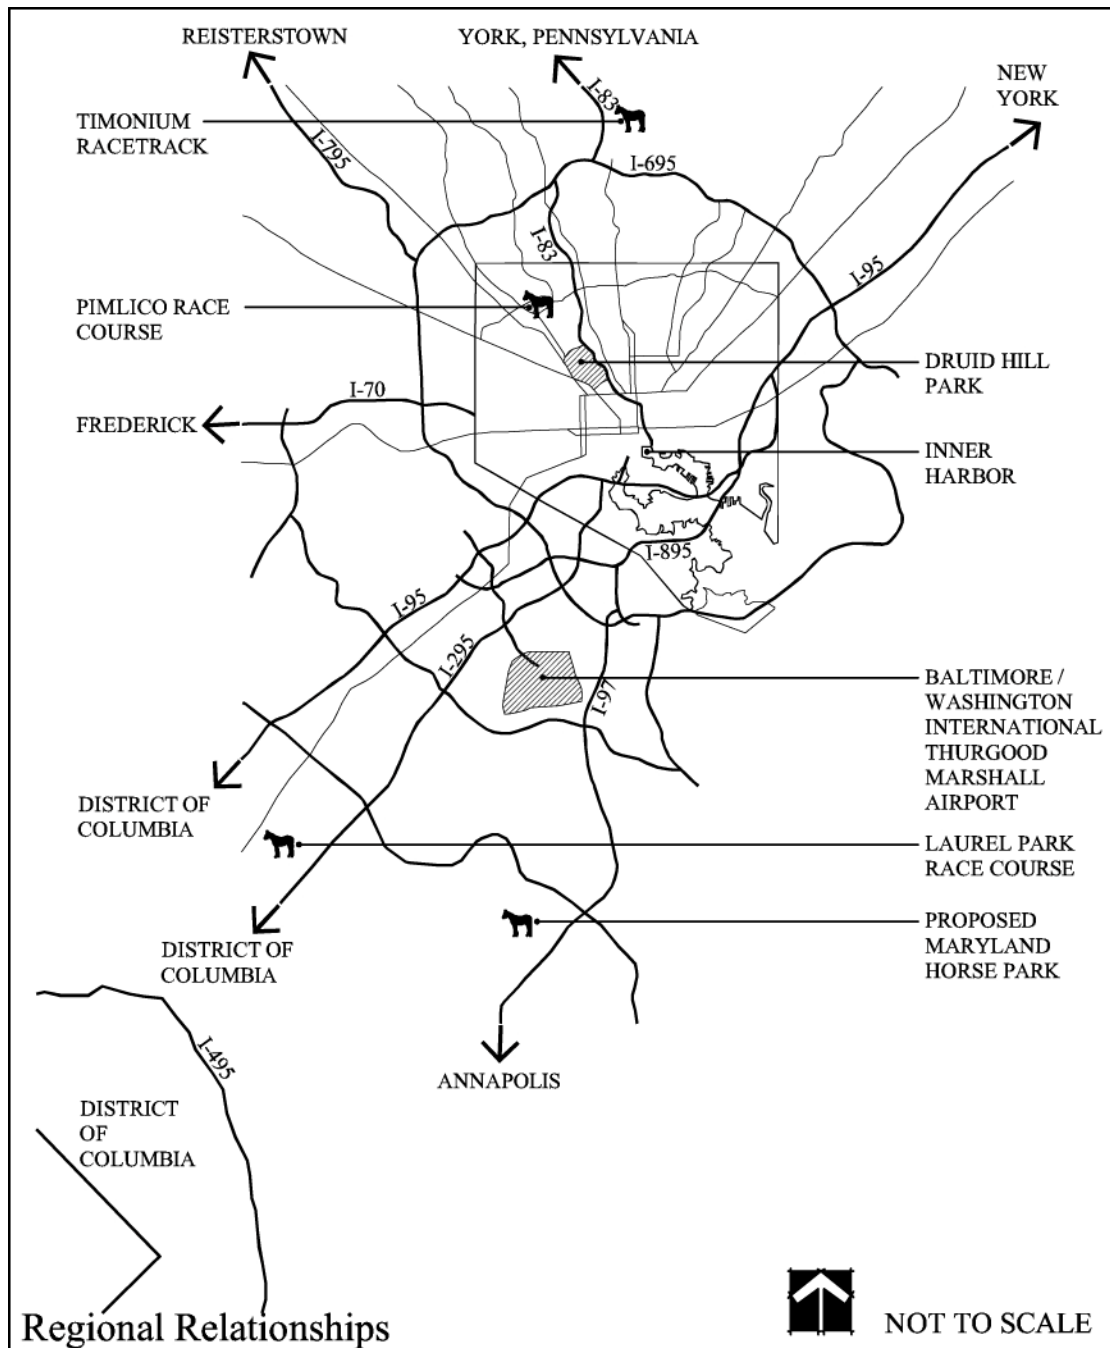 REISTERSTOWN
YORK, PENNSYLVANIA
NEW
YORK
I-83
TIMONIUM
RACETRACK
I-795
I-695
I-83
I-95
PIMLICO RACE
COURSE
DRUID HILL
PARK
I-70
FREDERICK
INNER
HARBOR
I-895
I-95
I-295
I-97
BALTIMORE /
WASHINGTON
INTERNATIONAL
THURGOOD
MARSHALL
AIRPORT
DISTRICT OF
COLUMBIA
LAUREL PARK
RACE COURSE
DISTRICT OF
COLUMBIA
PROPOSED
MARYLAND
HORSE PARK
I-495
ANNAPOLIS
DISTRICT
OF
COLUMBIA
Regional Relationships
NOT TO SCALE